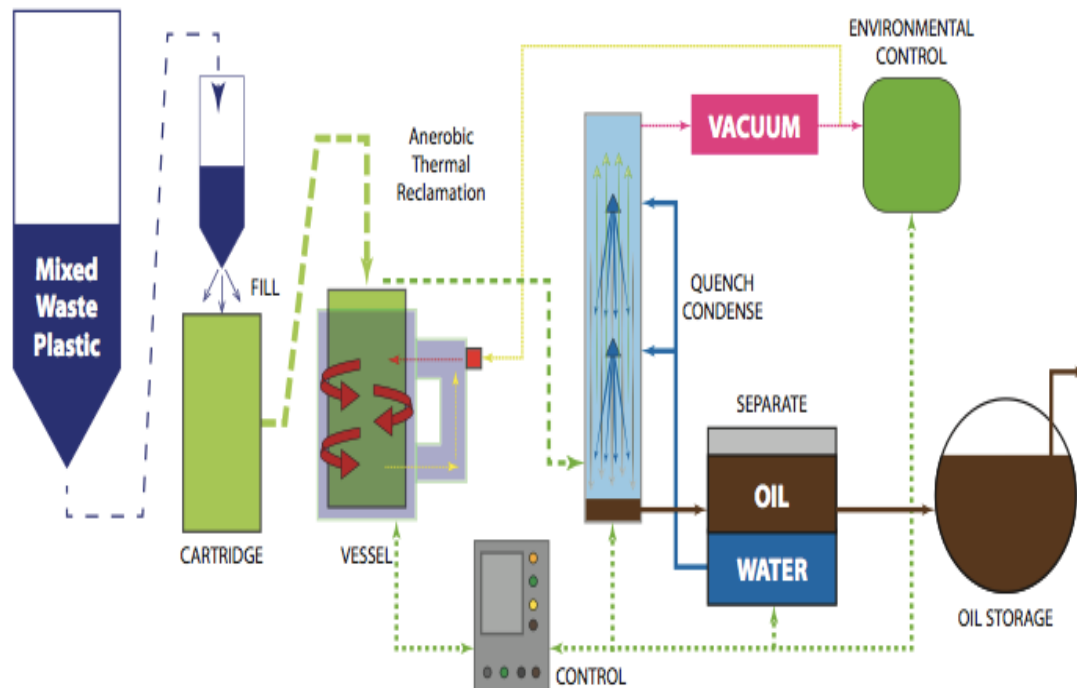 ENVIRONMENTAL
CONTROL
VACUUM
Anerobic
Thermal
Reclamation
Mixed
Waste
Plastic
FILL
QUENCH
CONDENSE
SEPARATE
OIL
WATER
CARTRIDGE
VESSEL
CONTROL
OIL STORAGE